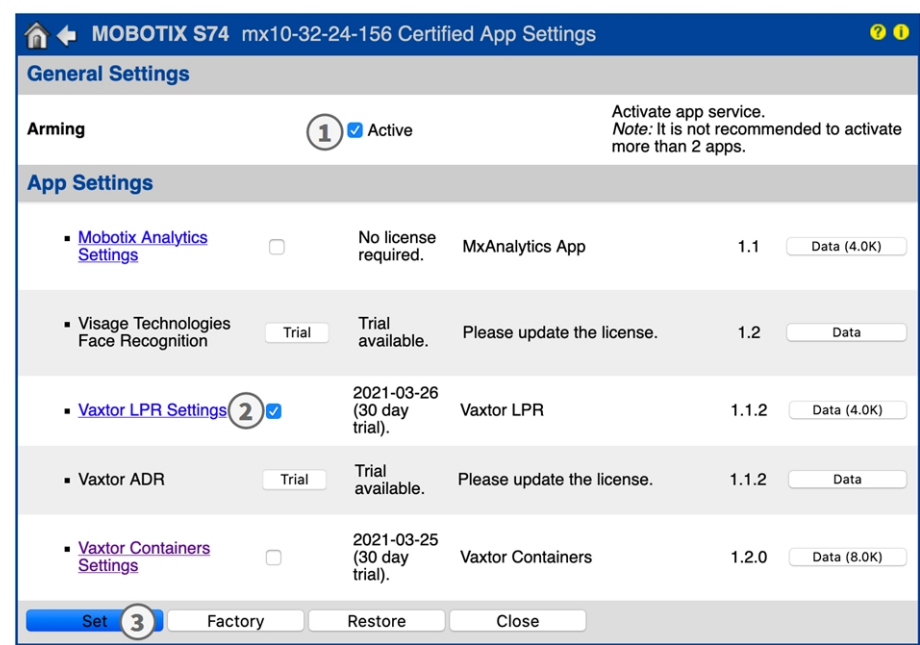 MOBOTIX S74 mx10-32-24-156 Certified App Settings ? i
General Settings
Arming
1
Active
Activate app service.
Note: It is not recommended to activate
more than 2 apps.
App Settings
Mobotix Analytics
Settings
No license
required.
MxAnalytics App
1.1
Data (4.0K)
Visage Technologies
Face Recognition
Trial
Trial
available.
Please update the license.
1.2
Data
Vaxtor LPR Settings
2
2021-03-26
(30 day
trial).
Vaxtor LPR
1.1.2
Data (4.0K)
Vaxtor ADR
Trial
Trial
available.
Please update the license.
1.1.2
Data
Vaxtor Containers
Settings
2021-03-25
(30 day
trial).
Vaxtor Containers
1.2.0
Data (8.0K)
Set 3 Factory Restore Close